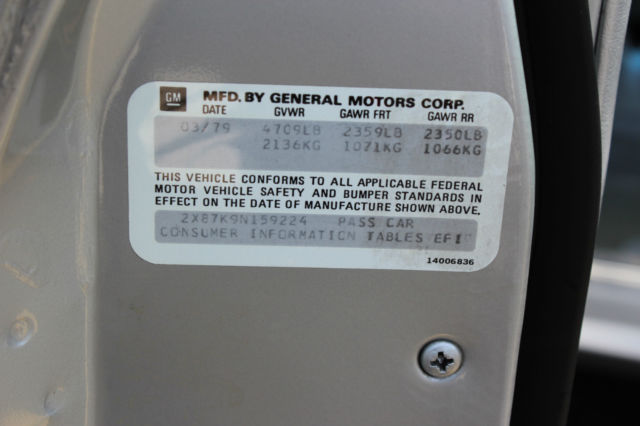 GM MFD. BY GENERAL MOTORS CORP.
DATE GVWR GAWR FRT GAWR RR
03/79 4709LB 2359LB 2350LB
2136KG 1071KG 1066KG
THIS VEHICLE CONFORMS TO ALL APPLICABLE FEDERAL
MOTOR VEHICLE SAFETY AND BUMPER STANDARDS IN
EFFECT ON THE DATE OF MANUFACTURE SHOWN ABOVE.
2X87K9N159224 PASS CAR
CONSUMER INFORMATION TABLES
14006836